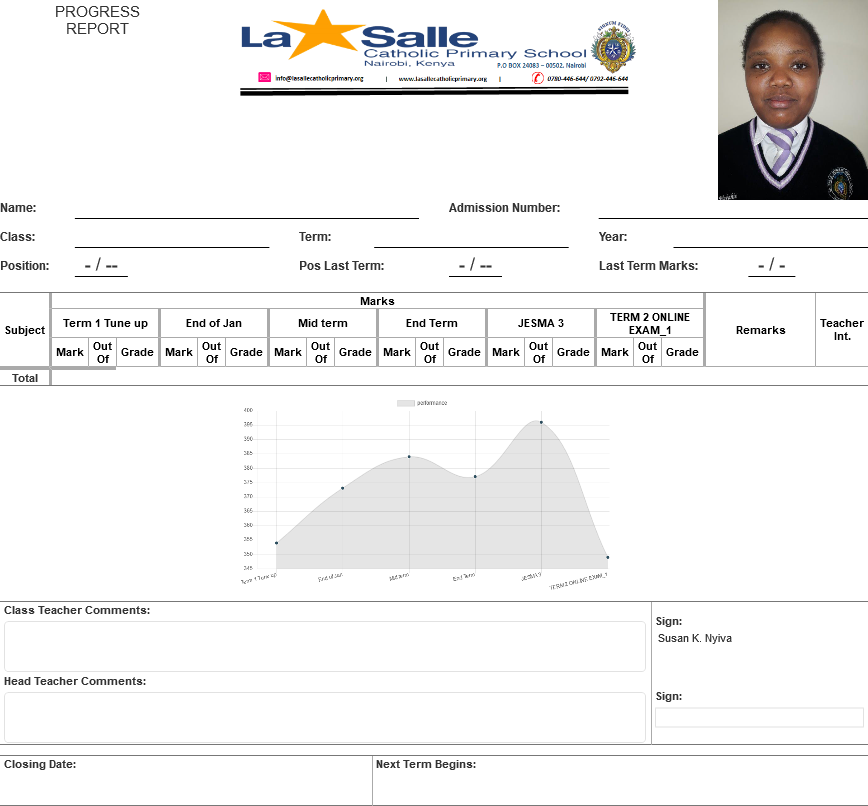 PROGRESS
REPORT
La Salle
Catholic Primary School
Nairobi, Kenya
P.O BOX 24083 – 00502, Nairobi
info@lasallecatholicprimary.org | www.lasallecatholicprimary.org | 0780-446-644/ 0792-446-644
Name: Admission Number:
Class: Term: Year:
Position: - / -- Pos Last Term: - / -- Last Term Marks: - / -
Marks
Subject Term 1 Tune up End of Jan Mid term End Term JESMA 3 TERM 2 ONLINE EXAM_1 Remarks Teacher Int.
Mark Out Of Grade Mark Out Of Grade Mark Out Of Grade Mark Out Of Grade Mark Out Of Grade Mark Out Of Grade
Total
performance
400
395
390
385
380
375
370
365
360
355
350
345
Term 1 Tune up End of Jan Mid term End Term JESMA 3 TERM 2 ONLINE EXAM_1
Class Teacher Comments:
Sign:
Susan K. Nyiva
Head Teacher Comments:
Sign:
Closing Date: Next Term Begins: